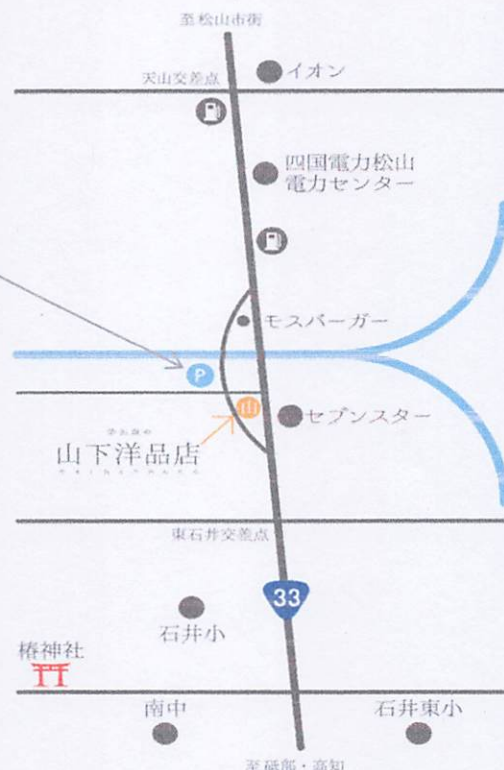 至松山市街
天山交差点
イオン
四国電力松山
電力センター
モスバーガー
P
山
セブンスター
山下洋品店
東石井交差点
33
石井小
椿神社
南中
石井東小
至砥部・高知